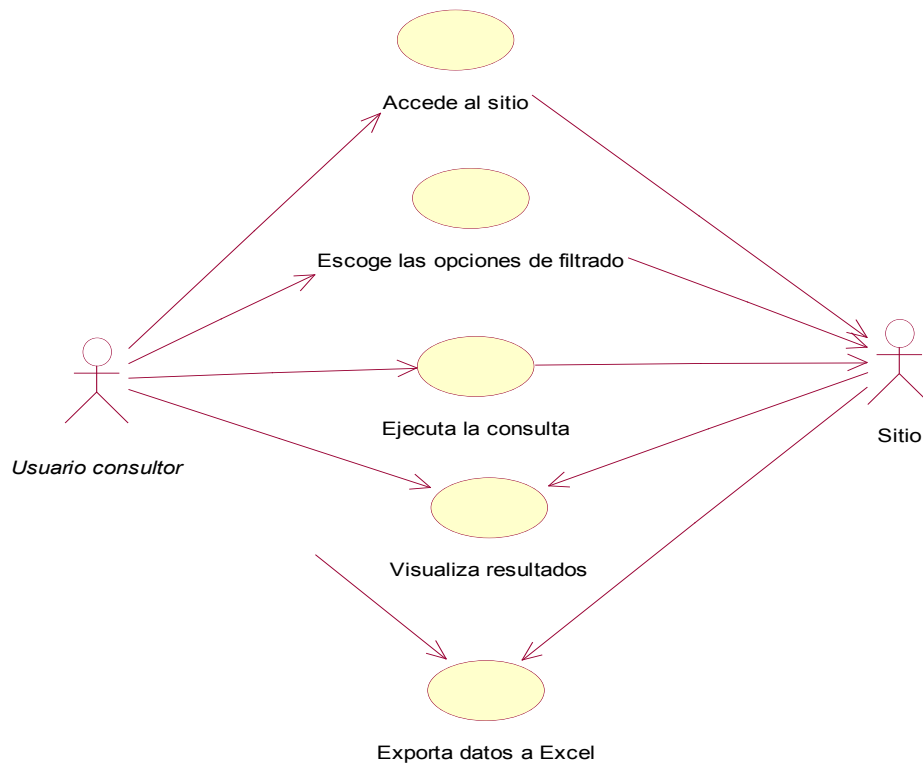 Accede al sitio
Escoge las opciones de filtrado
Ejecuta la consulta
Sitio
Usuario consultor
Visualiza resultados
Exporta datos a Excel